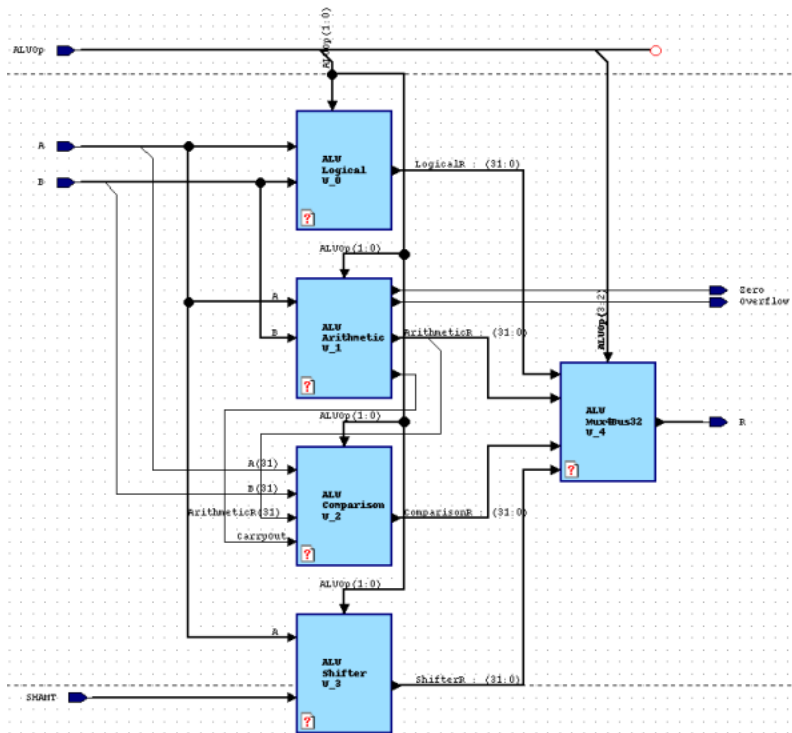 ALUOp(1:0)
ALUOp
A
B
ALU
Logical
U_0
?
LogicalR : (31:0)
ALUOp(1:0)
A
B
ALU
Arithmetic
U_1
?
Zero
Overflow
ArithmeticR : (31:0)
ALUOp(3:2)
ALU
Mux4Bus32
U_4
?
R
ALUOp(1:0)
A(31)
B(31)
ArithmeticR(31)
CarryOut
ALU
Comparison
U_2
?
ComparisonR : (31:0)
ALUOp(1:0)
A
ALU
Shifter
U_3
?
ShifterR : (31:0)
SHAMT